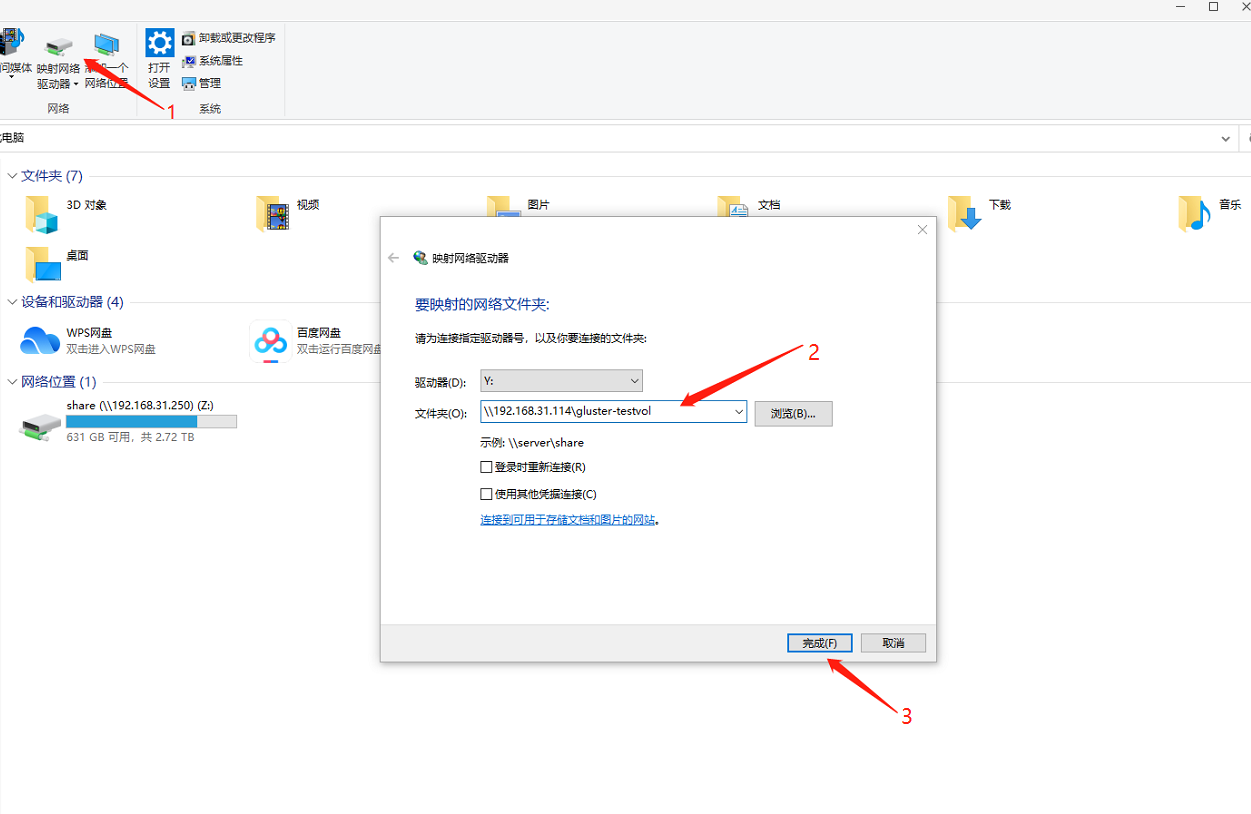 卸载或更改程序
系统属性
管理
问媒体
映射网络
驱动器
一个
网络位置
打开
设置
网络
系统
1
电脑
文件夹 (7)
3D 对象
视频
图片
文档
下载
音乐
桌面
设备和驱动器 (4)
WPS网盘
双击进入WPS网盘
百度网盘
双击运行百度网盘
网络位置 (1)
share (\\192.168.31.250) (Z:)
631 GB 可用，共 2.72 TB
映射网络驱动器
要映射的网络文件夹:
请为连接指定驱动器号，以及你要连接的文件夹:
驱动器(D):
Y:
2
文件夹(O):
\\192.168.31.114\gluster-testvol
浏览(B)...
示例: \\server\share
登录时重新连接(R)
使用其他凭据连接(C)
连接到可用于存储文档和图片的网站。
完成(F)
取消
3